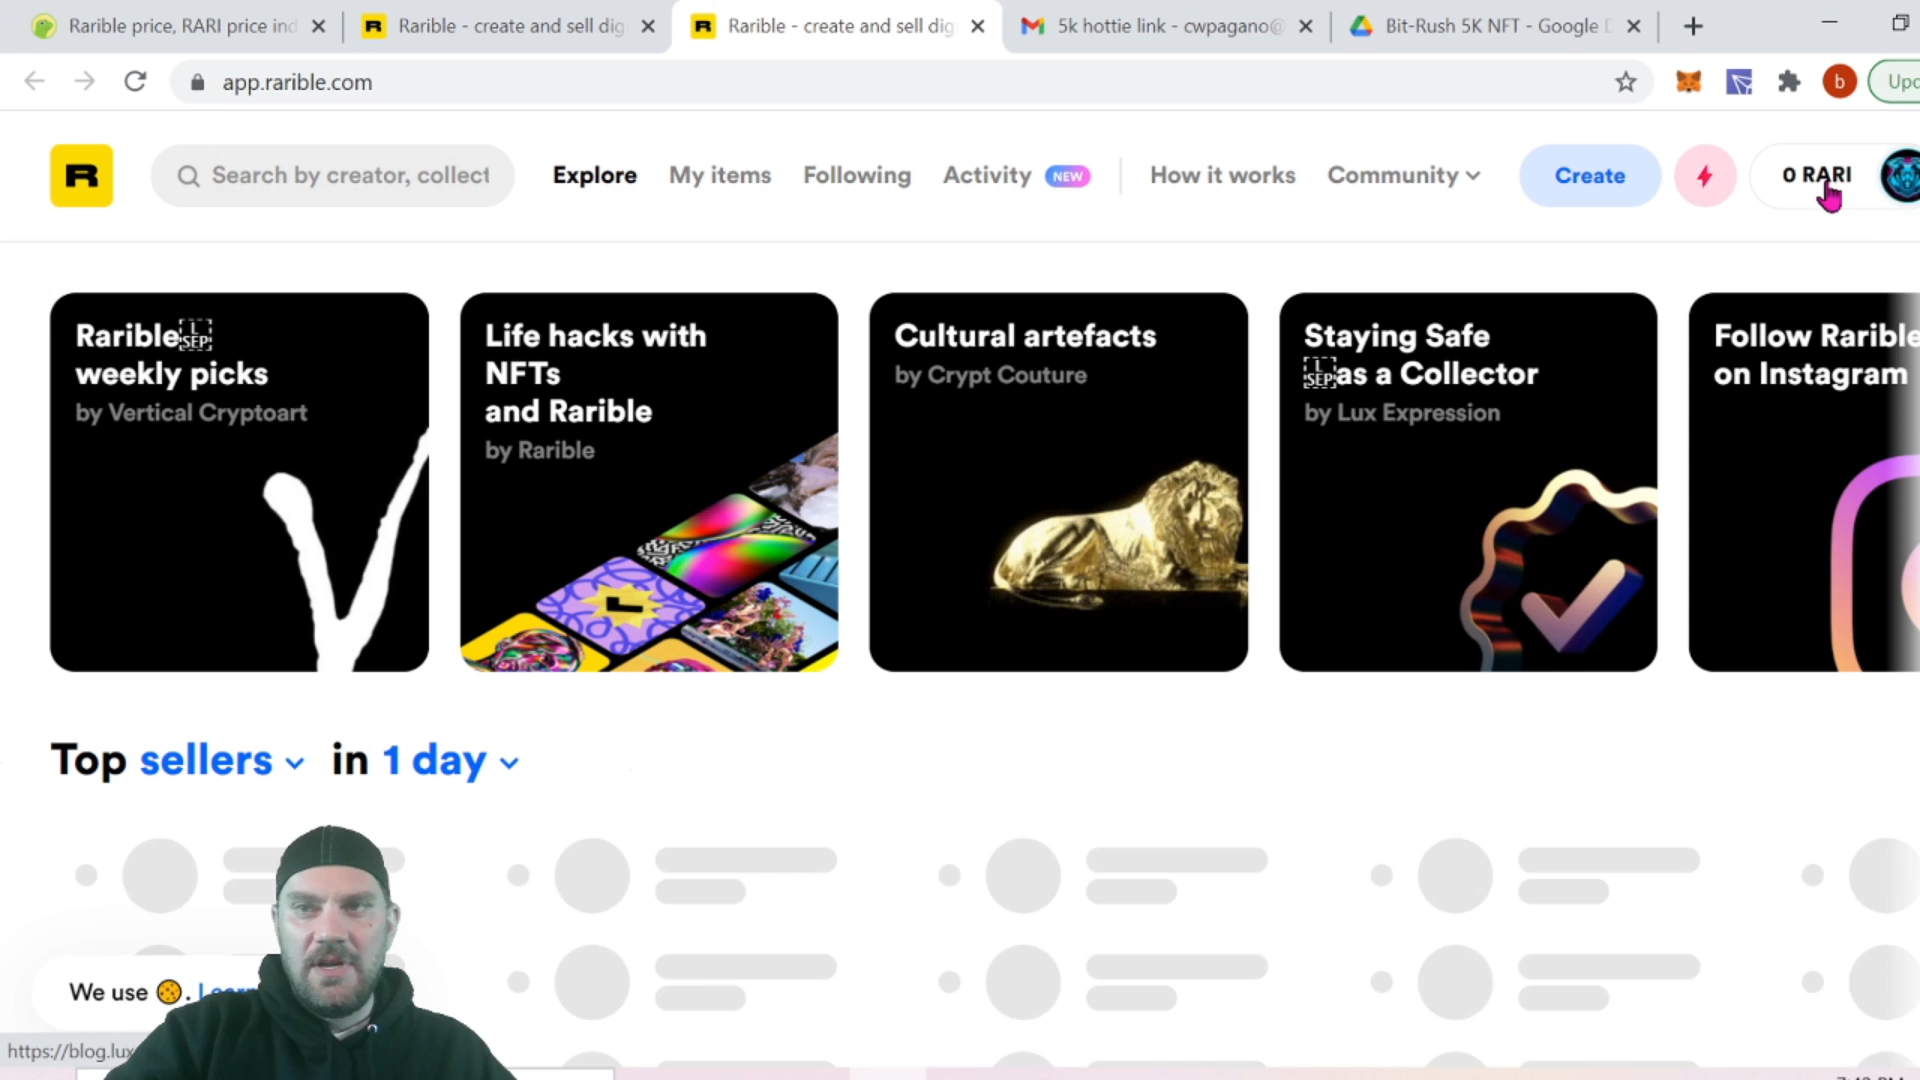 Rarible price, RARI price ind
Rarible - create and sell dig
Rarible - create and sell dig
5k hottie link - cwpagano@
Bit-Rush 5K NFT - Google D
app.rarible.com
b
Upd
R
Search by creator, collect
Explore
My items
Following
Activity NEW
How it works
Community
Create
0 RARI
Rarible
weekly picks
by Vertical Cryptoart
Life hacks with
NFTs
and Rarible
by Rarible
Cultural artefacts
by Crypt Couture
Staying Safe
as a Collector
by Lux Expression
Follow Rarible
on Instagram
Top sellers in 1 day
We use 🍪. Learn
https://blog.lux